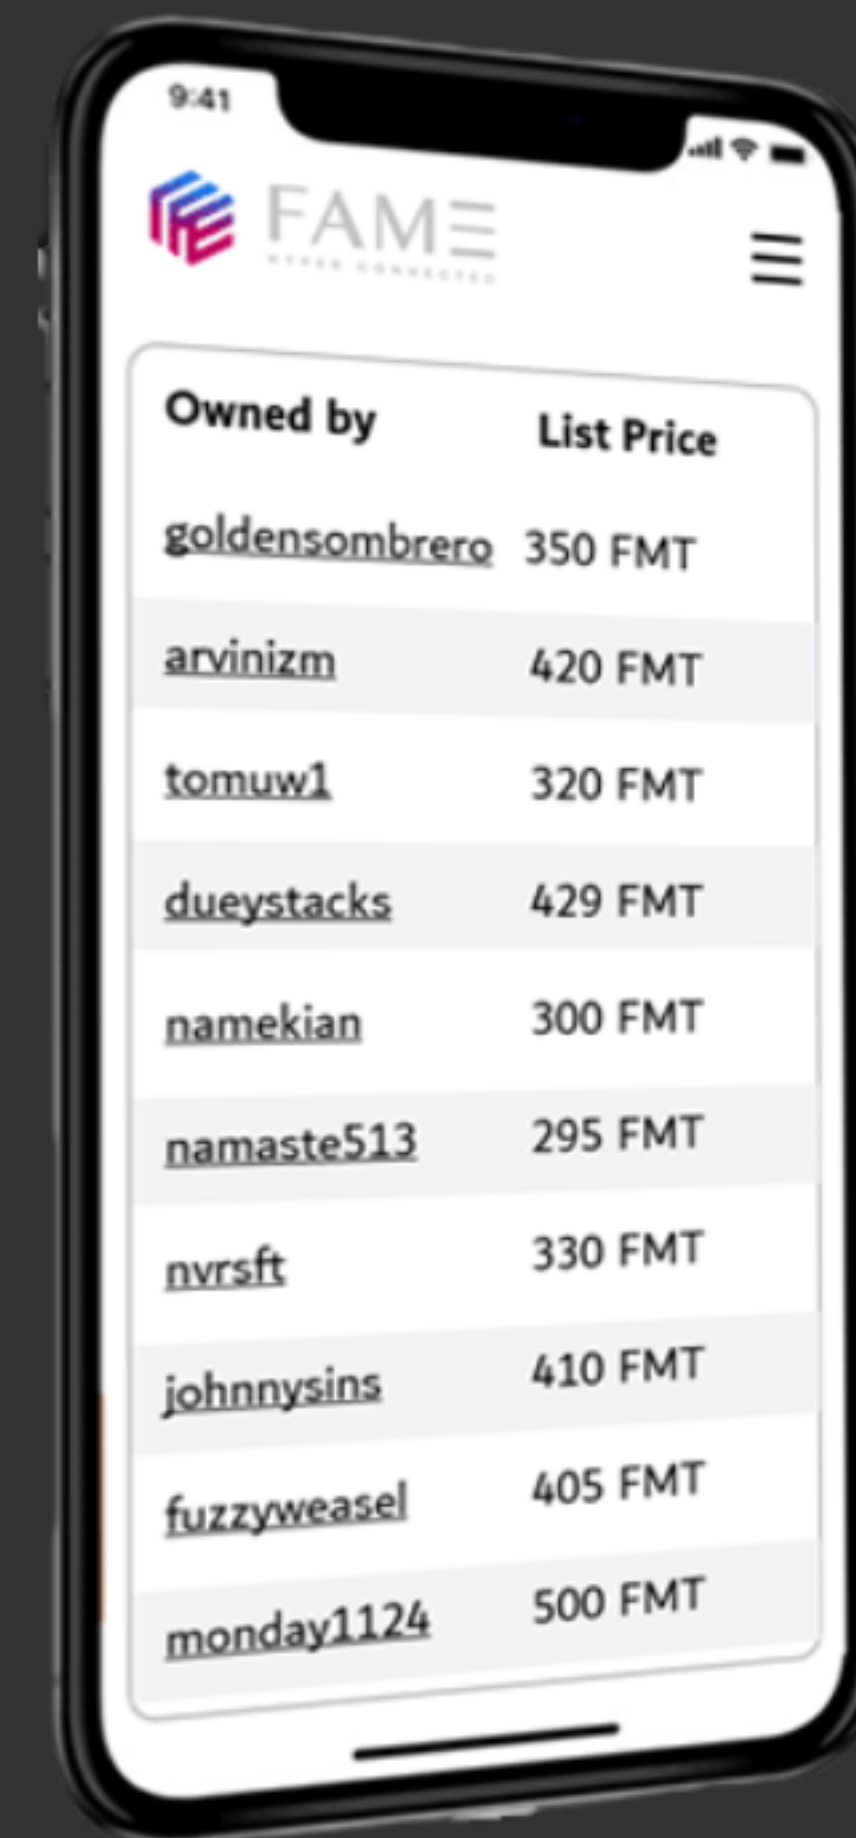 9:41
FAME
HYPER CONNECTED
Owned by List Price
goldensombrero 350 FMT
arvinizm 420 FMT
tomuw1 320 FMT
dueystacks 429 FMT
namekian 300 FMT
namaste513 295 FMT
nvrsft 330 FMT
johnnysins 410 FMT
fuzzyweasel 405 FMT
monday1124 500 FMT